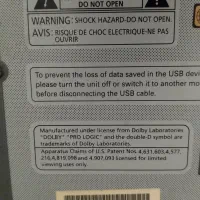 DO NOT OPEN
WARNING: SHOCK HAZARD-DO NOT OPEN.
AVIS: RISQUE DE CHOC ELECTRIQUE-NE PAS
OUVRIR
To prevent the loss of data saved in the USB
please turn the unit off or switch it to another
before disconnecting the USB cable.
Manufactured under license from Dolby Laboratories.
"DOLBY" "PRO LOGIC" and the double-D symbol are
trademarks of Dolby Laboratories.
Apparatus Claims of U.S. Patent Nos. 4,631,603,4,577,
216,4,819,098 and 4,907,093 licensed for limited
viewing uses only.